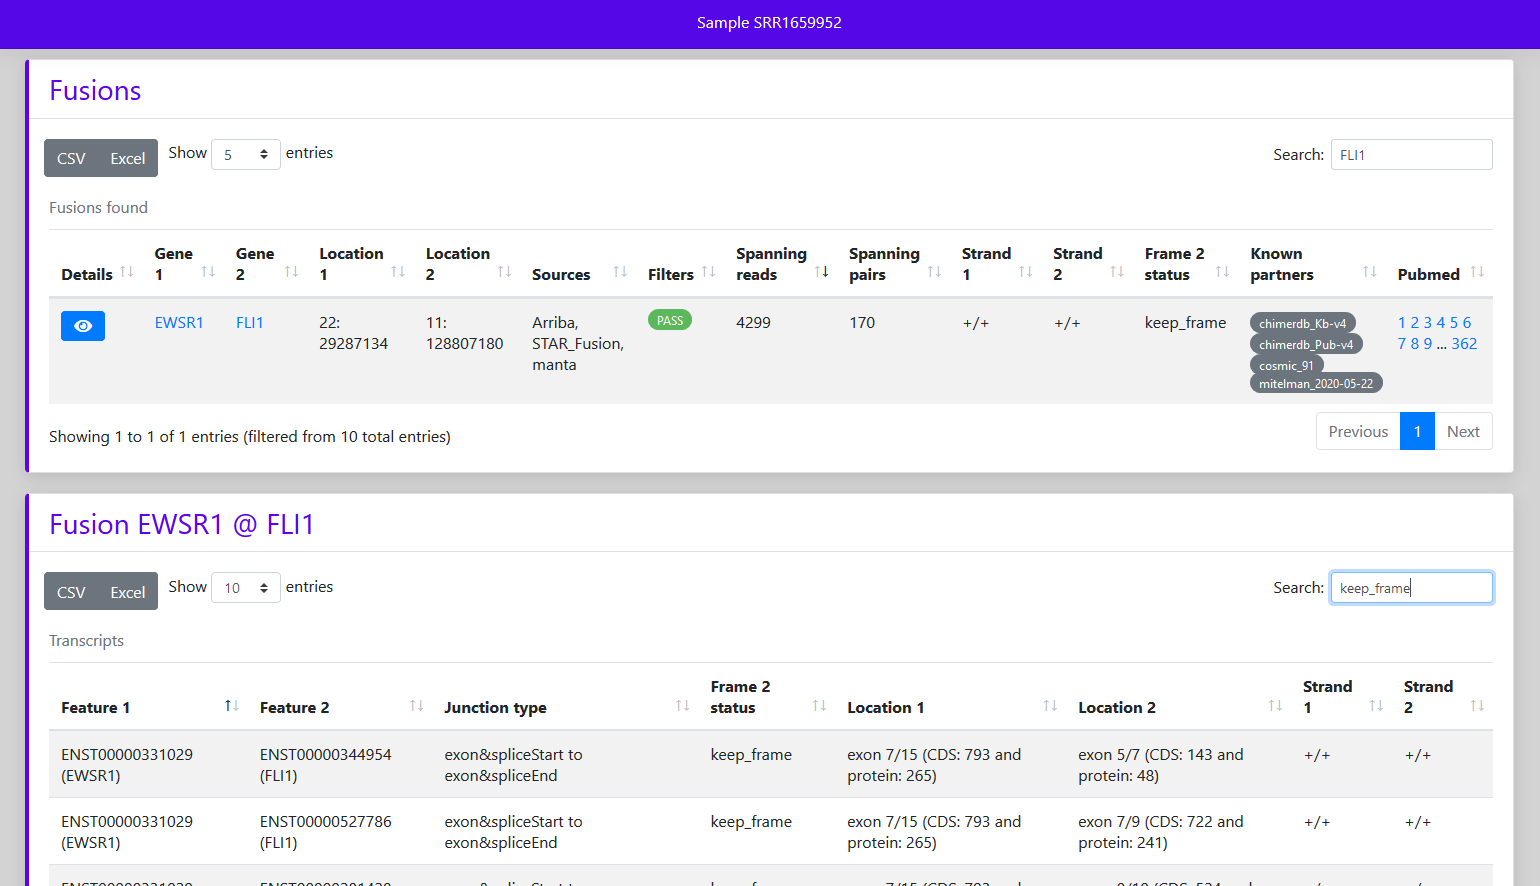 Sample SRR1659952
Fusions
CSV Excel Show 5 entries Search: FLI1
Fusions found
Details Gene 1 Gene 2 Location 1 Location 2 Sources Filters Spanning reads Spanning pairs Strand 1 Strand 2 Frame 2 status Known partners Pubmed
EWSR1 FLI1 22: 11: Arriba, PASS 4299 170 +/+ +/+ keep_frame chimerdb_Kb-v4 1 2 3 4 5 6
29287134 128807180 STAR_Fusion, chimerdb_Pub-v4 7 8 9 ... 362
manta cosmic_91
mitelman_2020-05-22
Showing 1 to 1 of 1 entries (filtered from 10 total entries) Previous 1 Next
Fusion EWSR1 @ FLI1
CSV Excel Show 10 entries Search: keep_frame
Transcripts
Feature 1 Feature 2 Junction type Frame 2 status Location 1 Location 2 Strand 1 Strand 2
ENST00000331029 ENST00000344954 exon&spliceStart to keep_frame exon 7/15 (CDS: 793 and exon 5/7 (CDS: 143 and +/+ +/+
(EWSR1) (FLI1) exon&spliceEnd protein: 265) protein: 48)
ENST00000331029 ENST00000527786 exon&spliceStart to keep_frame exon 7/15 (CDS: 793 and exon 7/9 (CDS: 722 and +/+ +/+
(EWSR1) (FLI1) exon&spliceEnd protein: 265) protein: 241)